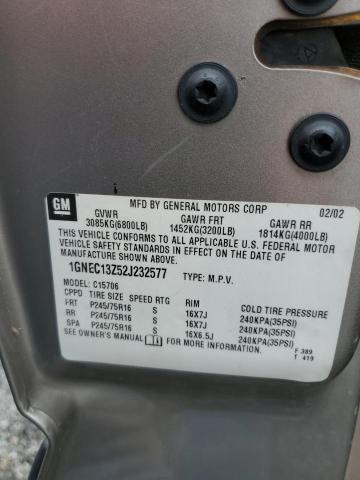 GM
MFD BY GENERAL MOTORS CORP 02/02
GVWR GAWR FRT GAWR RR
3085KG(6800LB) 1452KG(3200LB) 1814KG(4000LB)
THIS VEHICLE CONFORMS TO ALL APPLICABLE U.S. FEDERAL MOTOR
VEHICLE SAFETY STANDARDS IN EFFECT ON THE DATE OF
MANUFACTURE SHOWN ABOVE.
1GNEC13Z52J232577 TYPE: M.P.V.
MODEL: C15706
CPPD TIRE SIZE SPEED RTG RIM COLD TIRE PRESSURE
FRT P245/75R16 S 16X7J 240KPA(35PSI)
RR P245/75R16 S 16X7J 240KPA(35PSI)
SPA P245/75R16 S 16X6.5J 240KPA(35PSI)
SEE OWNER'S MANUAL FOR ADDITIONAL INFORMATION.
F 389
T 419